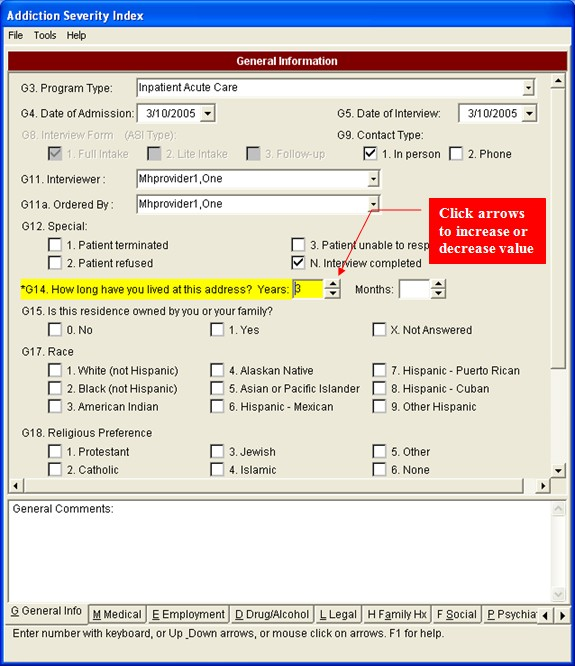 Addiction Severity Index
File Tools Help
General Information
G3. Program Type: Inpatient Acute Care
G4. Date of Admission: 3/10/2005 G5. Date of Interview: 3/10/2005
G8. Interview Form (ASI Type): G9. Contact Type:
1. Full Intake 2. Lite Intake 3. Follow-up 1. In person 2. Phone
G11. Interviewer : Mhprovider1,One
G11a. Ordered By : Mhprovider1,One
Click arrows
to increase or
decrease value
G12. Special:
1. Patient terminated 3. Patient unable to resp
2. Patient refused N. Interview completed
*G14. How long have you lived at this address? Years: 3 Months:
G15. Is this residence owned by you or your family?
0. No 1. Yes X. Not Answered
G17. Race
1. White (not Hispanic) 4. Alaskan Native 7. Hispanic - Puerto Rican
2. Black (not Hispanic) 5. Asian or Pacific Islander 8. Hispanic - Cuban
3. American Indian 6. Hispanic - Mexican 9. Other Hispanic
G18. Religious Preference
1. Protestant 3. Jewish 5. Other
2. Catholic 4. Islamic 6. None
General Comments:
G General Info M Medical E Employment D Drug/Alcohol L Legal H Family Hx F Social P Psychia
Enter number with keyboard, or Up _Down arrows, or mouse click on arrows. F1 for help.